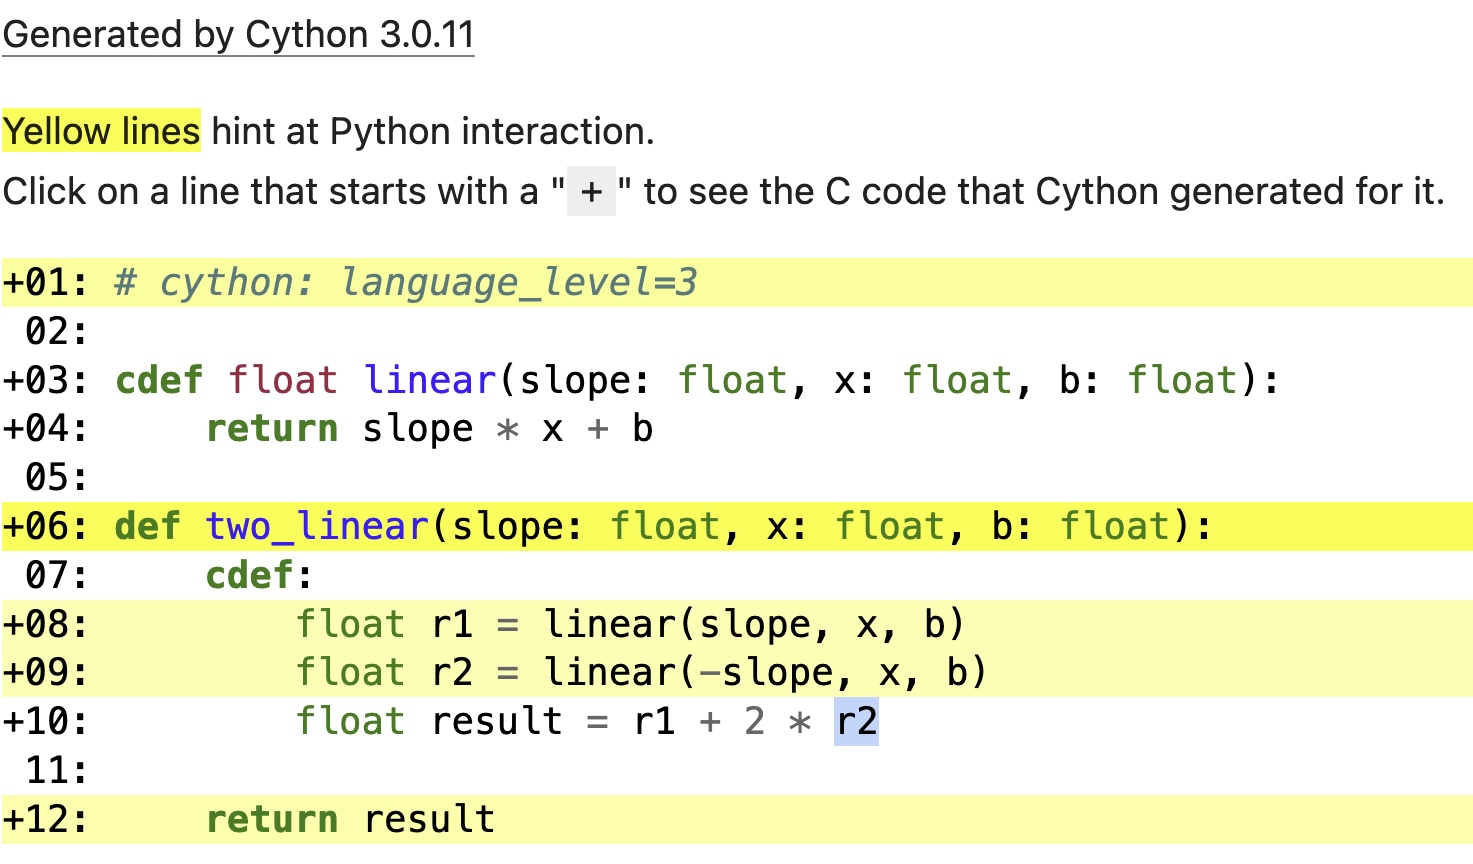 Generated by Cython 3.0.11
Yellow lines hint at Python interaction.
Click on a line that starts with a "+" to see the C code that Cython generated for it.
+01: # cython: language_level=3
 02:
+03: cdef float linear(slope: float, x: float, b: float):
+04:     return slope * x + b
 05:
+06: def two_linear(slope: float, x: float, b: float):
 07:     cdef:
+08:         float r1 = linear(slope, x, b)
+09:         float r2 = linear(-slope, x, b)
+10:         float result = r1 + 2 * r2
 11:
+12:     return result